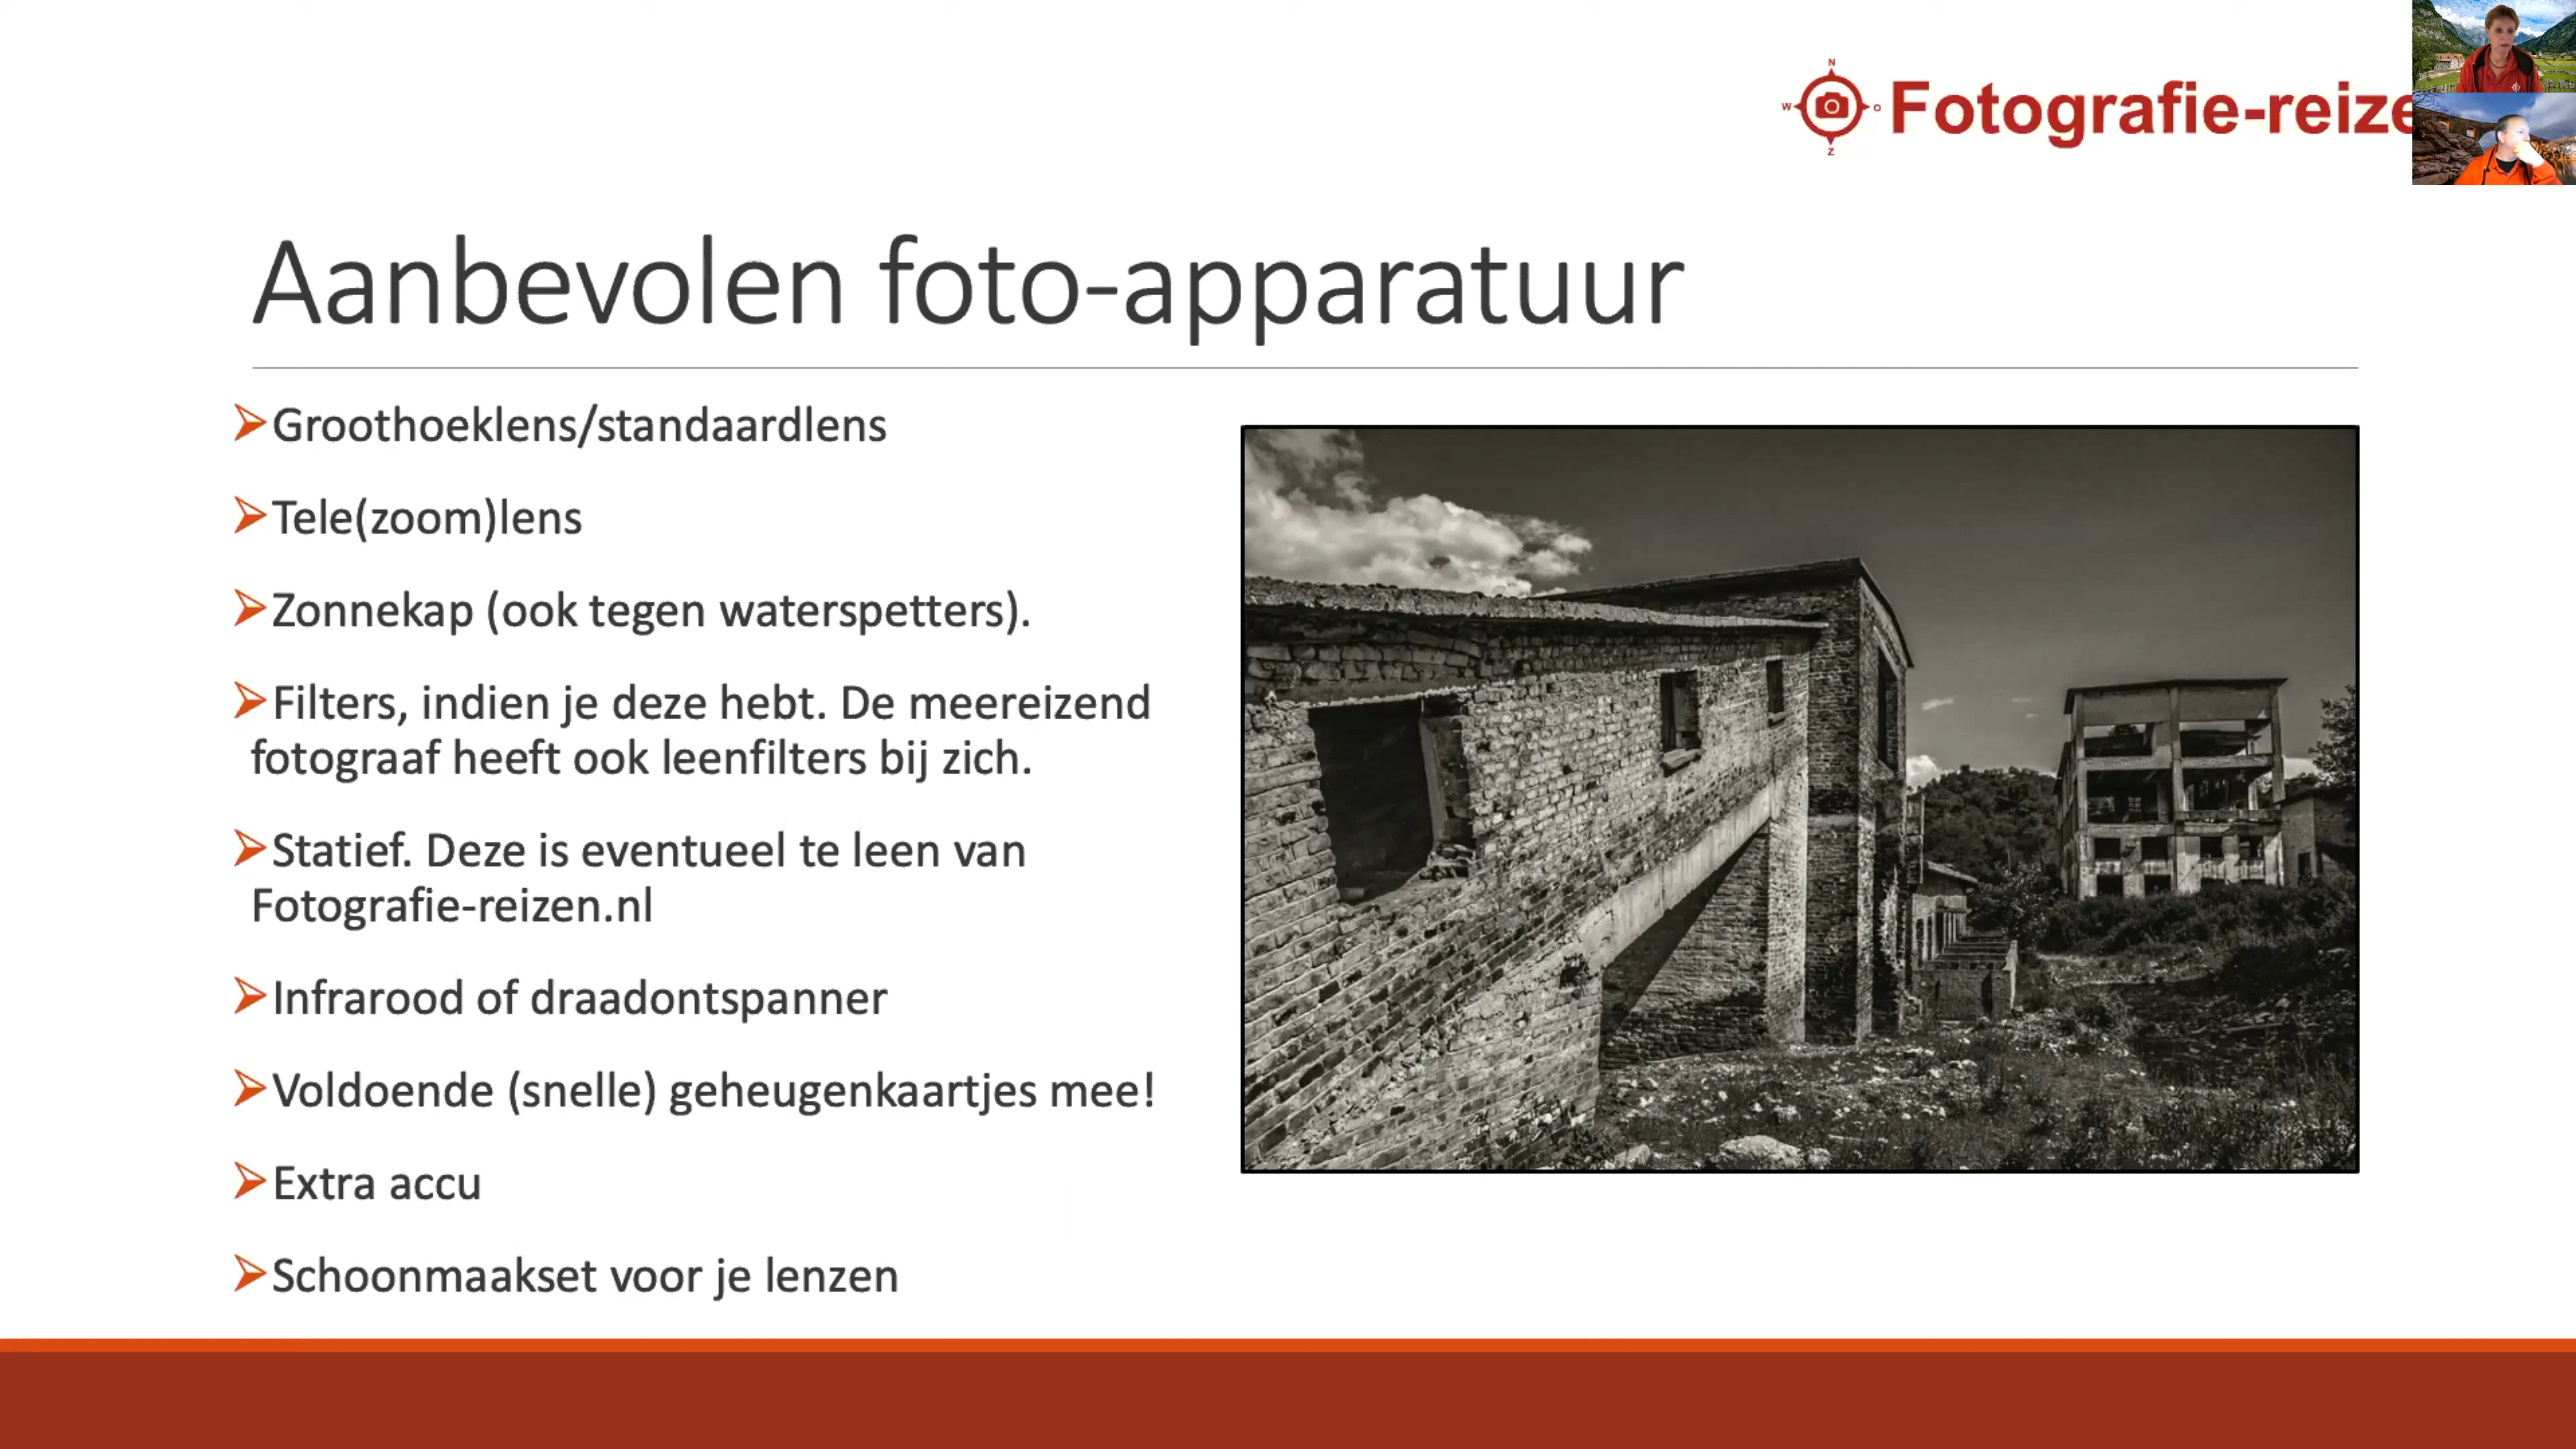 N
W
O
Z
Fotografie-reize
Aanbevolen foto-apparatuur
Groothoeklens/standaardlens
Tele(zoom)lens
Zonnekap (ook tegen waterspetters).
Filters, indien je deze hebt. De meereizend
fotograaf heeft ook leenfilters bij zich.
Statief. Deze is eventueel te leen van
Fotografie-reizen.nl
Infrarood of draadontspanner
Voldoende (snelle) geheugenkaartjes mee!
Extra accu
Schoonmaakset voor je lenzen